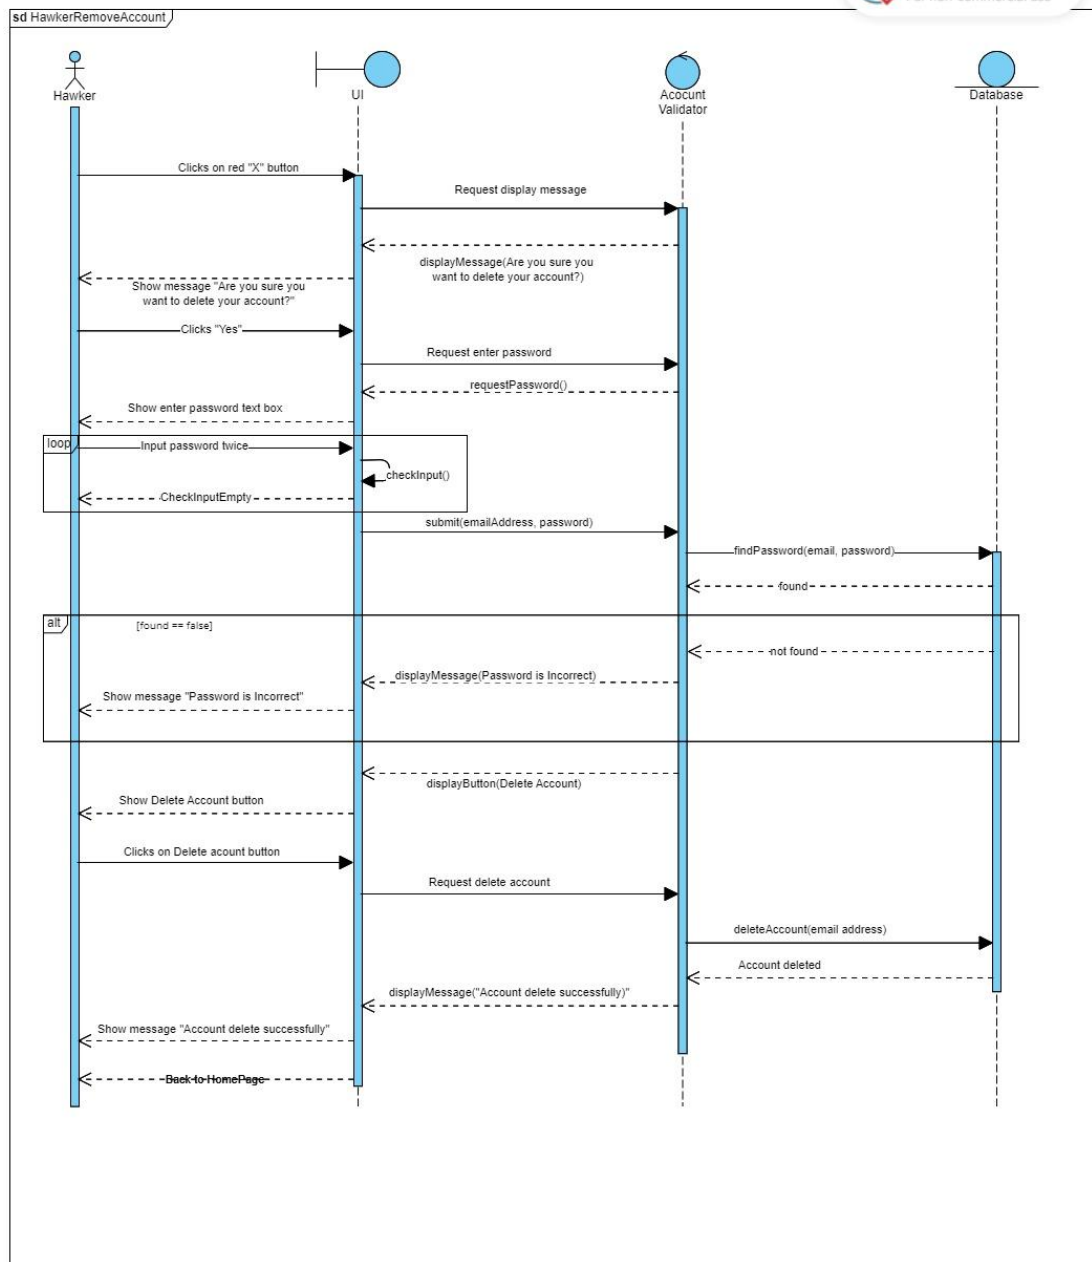 sd HawkerRemoveAccount
Hawker
UI
Acocunt
Validator
Database
Clicks on red "X" button
Request display message
displayMessage(Are you sure you
want to delete your account?)
Show message "Are you sure you
want to delete your account?"
Clicks "Yes"
Request enter password
requestPassword()
Show enter password text box
loop
Input password twice
checkInput()
CheckInputEmpty
submit(emailAddress, password)
findPassword(email, password)
found
alt
[found == false]
not found
displayMessage(Password is Incorrect)
Show message "Password is Incorrect"
displayButton(Delete Account)
Show Delete Account button
Clicks on Delete acount button
Request delete account
deleteAccount(email address)
Account deleted
displayMessage("Account delete successfully)"
Show message "Account delete successfully"
Back to HomePage